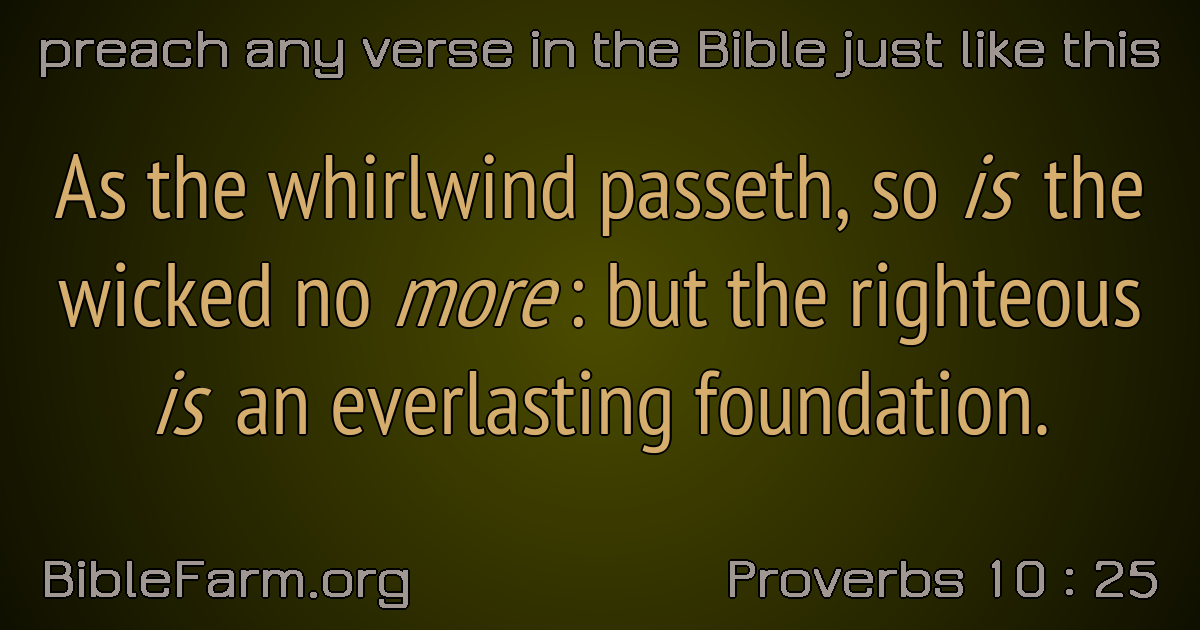 preach any verse in the Bible just like this
As the whirlwind passeth, so is the
wicked no more: but the righteous
is an everlasting foundation.
BibleFarm.org
Proverbs 10 : 25